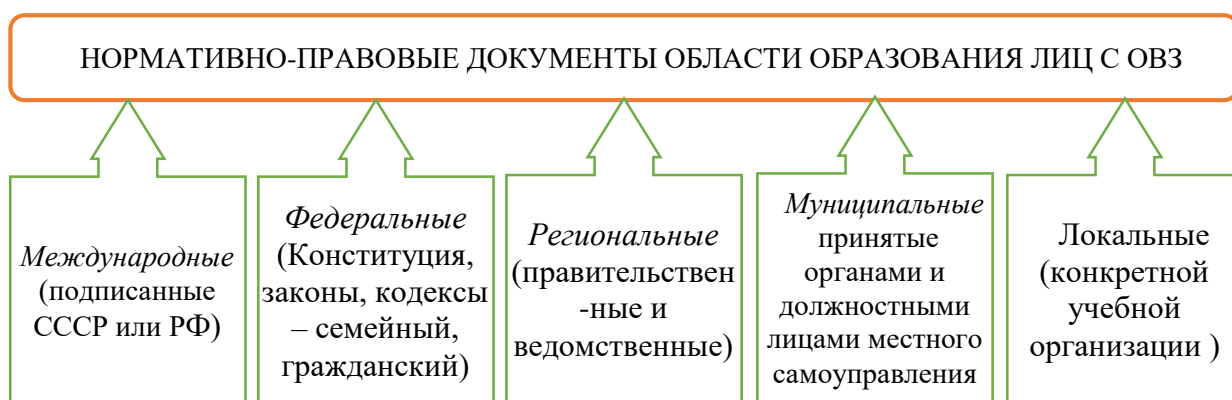 НОРМАТИВНО-ПРАВОВЫЕ ДОКУМЕНТЫ ОБЛАСТИ ОБРАЗОВАНИЯ ЛИЦ С ОВЗ
Международные
(подписанные
СССР или РФ)
Федеральные
(Конституция,
законы, кодексы
– семейный,
гражданский)
Региональные
(правительствен
-ные и
ведомственные)
Муниципальные
принятые
органами и
должностными
лицами местного
самоуправления
Локальные
(конкретной
учебной
организации )